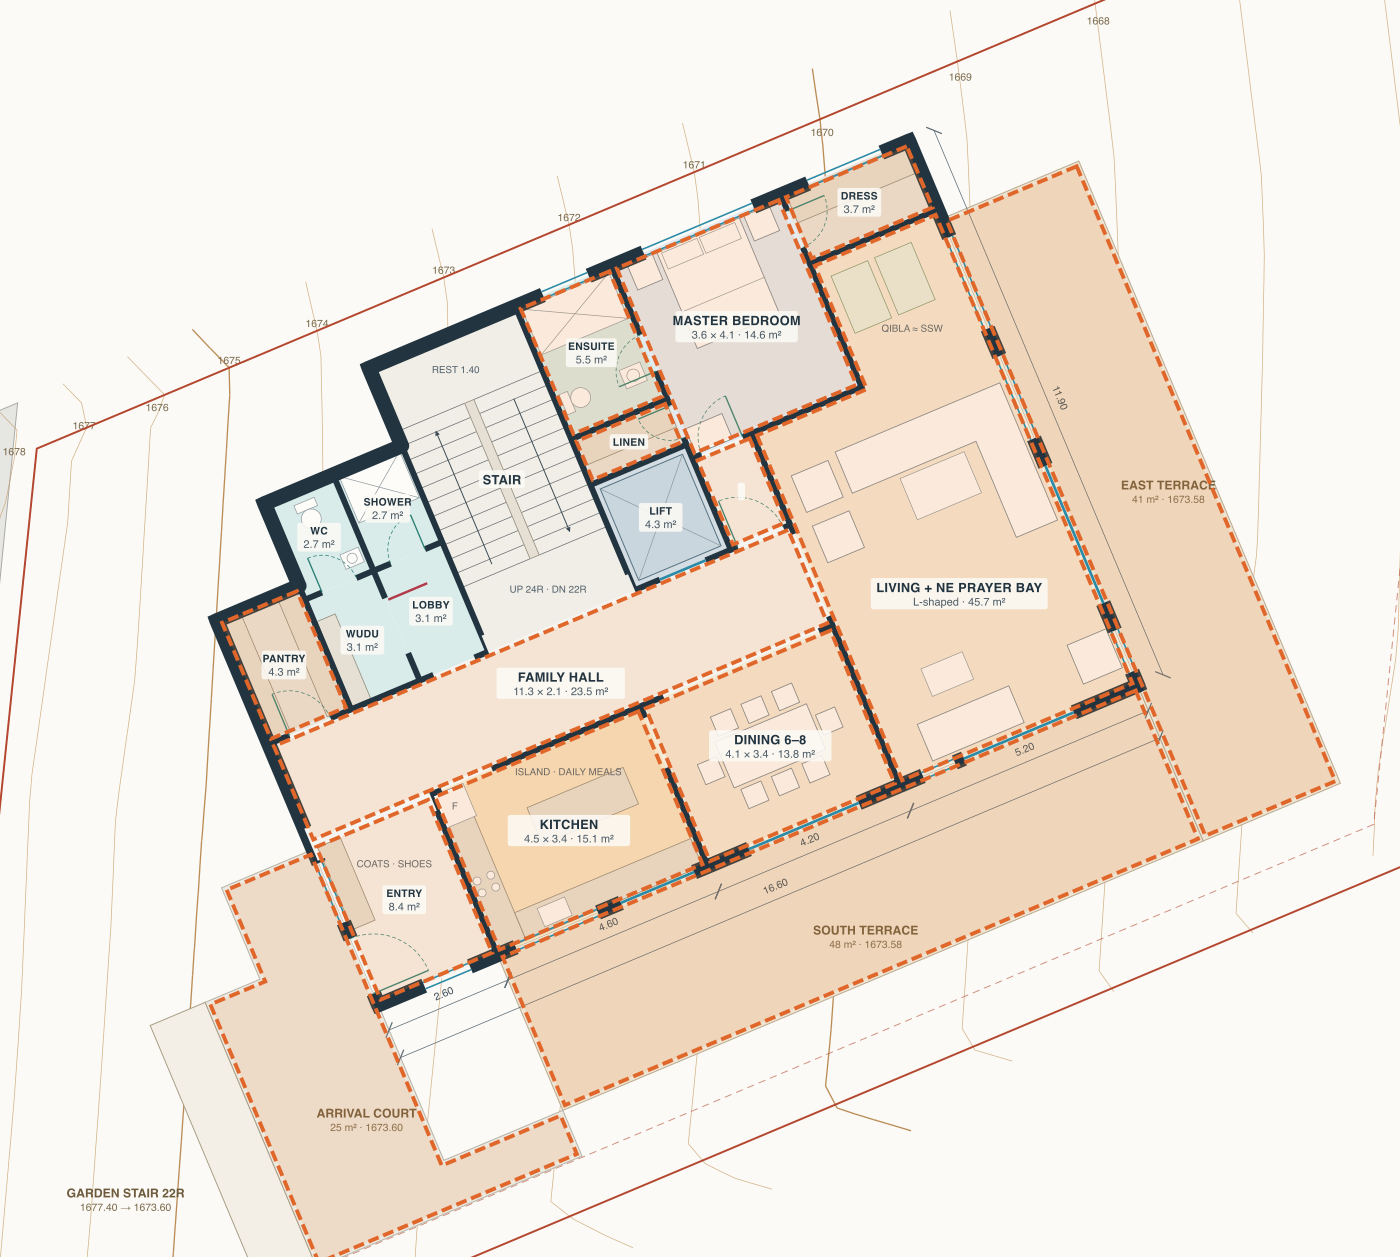 1668
1669
1670
1671
1672
1673
1674
1675
1676
1677
1678
DRESS
3.7 m²
MASTER BEDROOM
3.6 × 4.1 · 14.6 m²
QIBLA ≈ SSW
ENSUITE
5.5 m²
REST 1.40
LINEN
STAIR
LIFT
4.3 m²
SHOWER
2.7 m²
WC
2.7 m²
11.90
EAST TERRACE
41 m² · 1673.58
UP 24R · DN 22R
LIVING + NE PRAYER BAY
L-shaped · 45.7 m²
LOBBY
3.1 m²
WUDU
3.1 m²
PANTRY
4.3 m²
FAMILY HALL
11.3 × 2.1 · 23.5 m²
DINING 6–8
4.1 × 3.4 · 13.8 m²
5.20
ISLAND · DAILY MEALS
F
KITCHEN
4.5 × 3.4 · 15.1 m²
4.20
COATS · SHOES
ENTRY
8.4 m²
16.60
4.60
SOUTH TERRACE
48 m² · 1673.58
2.60
ARRIVAL COURT
25 m² · 1673.60
GARDEN STAIR 22R
1677.40 → 1673.60